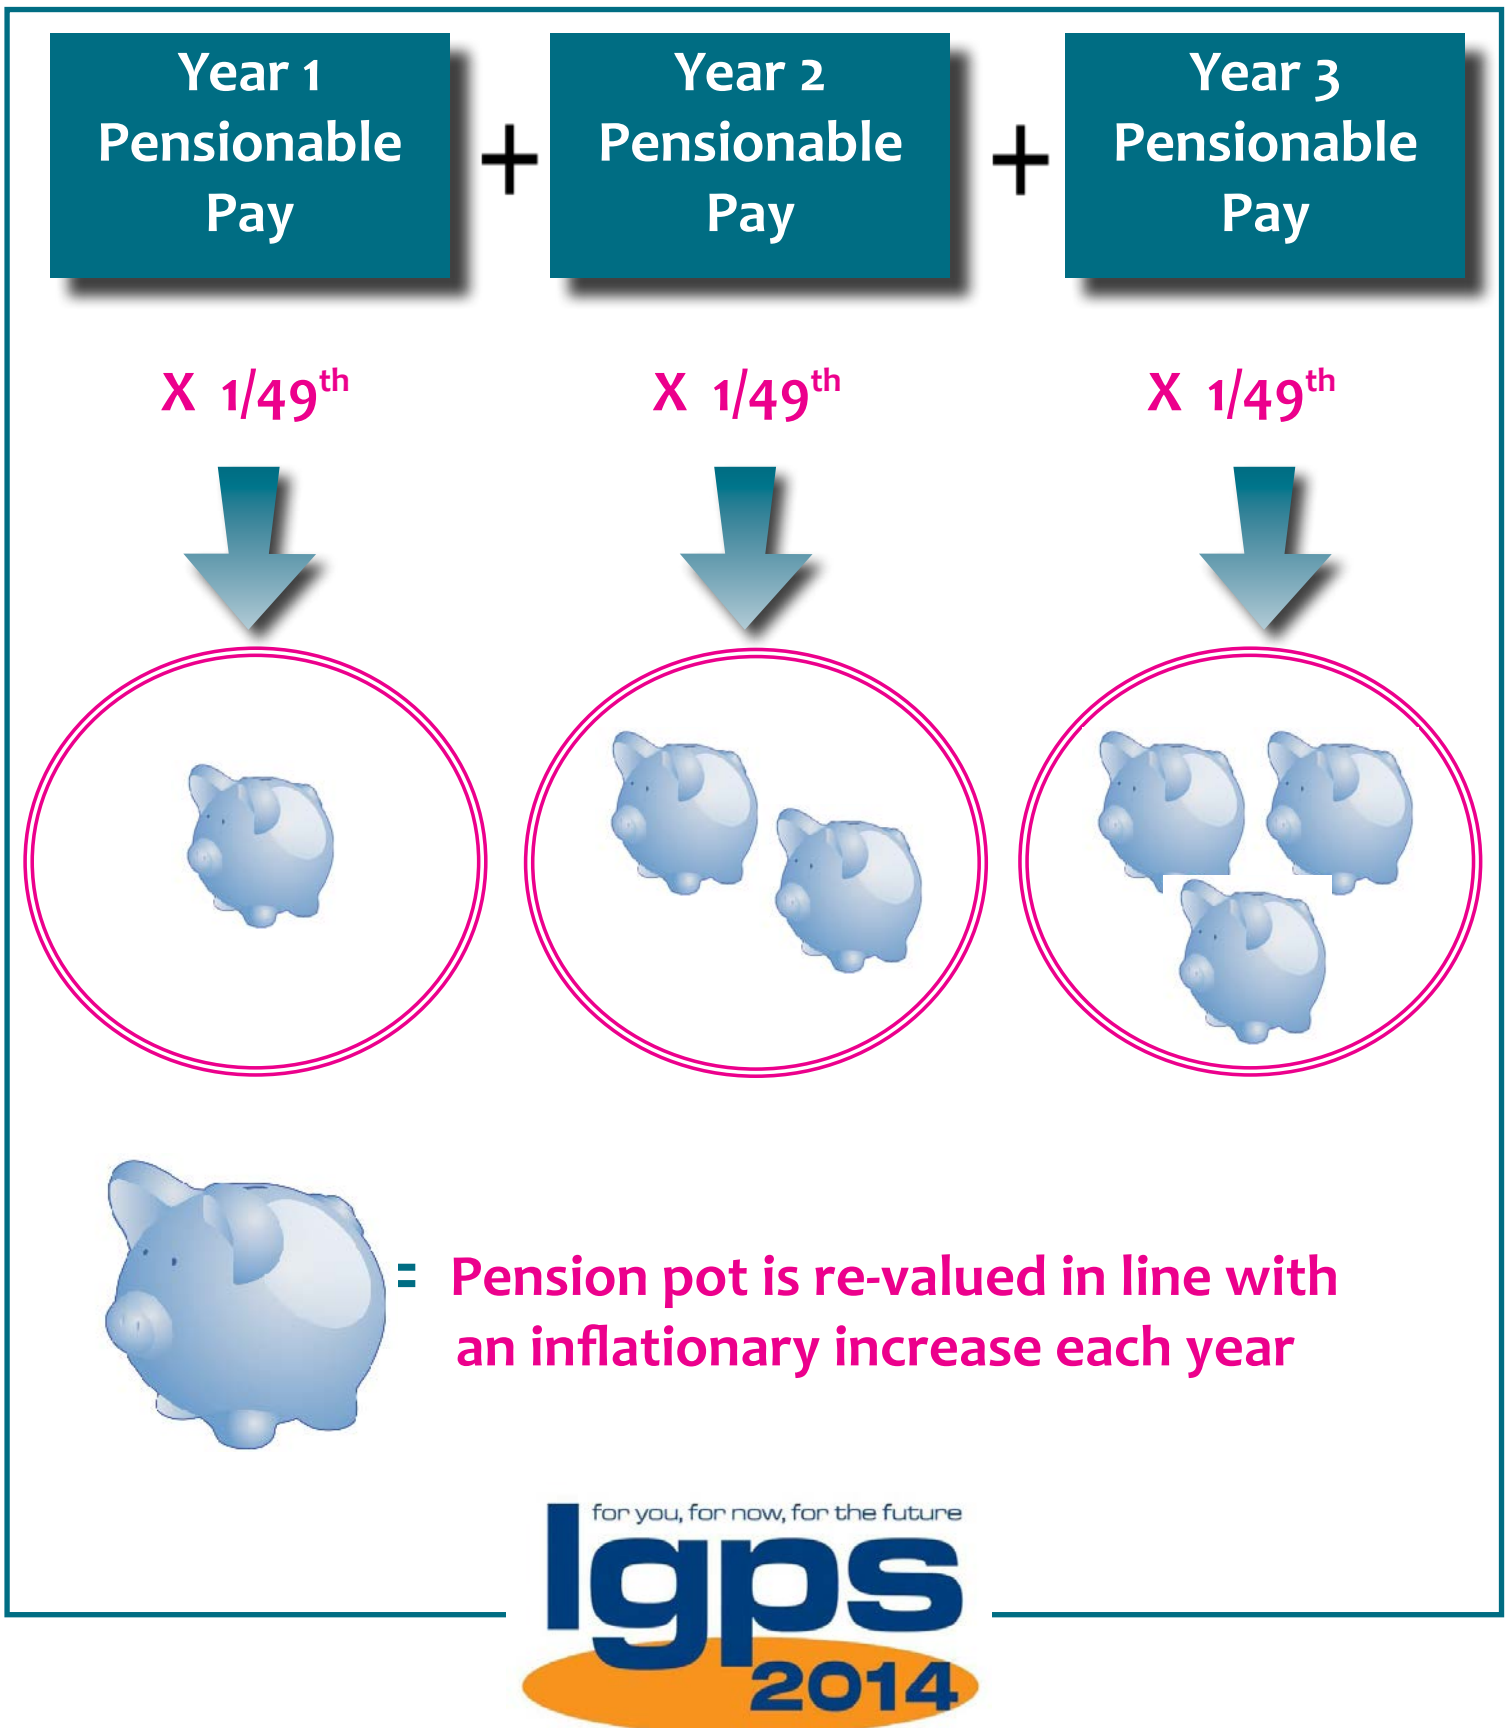 Year 1
Pensionable
Pay
+
Year 2
Pensionable
Pay
+
Year 3
Pensionable
Pay
X 1/49th
X 1/49th
X 1/49th
= Pension pot is re-valued in line with
an inflationary increase each year
for you, for now, for the future
lgps
2014